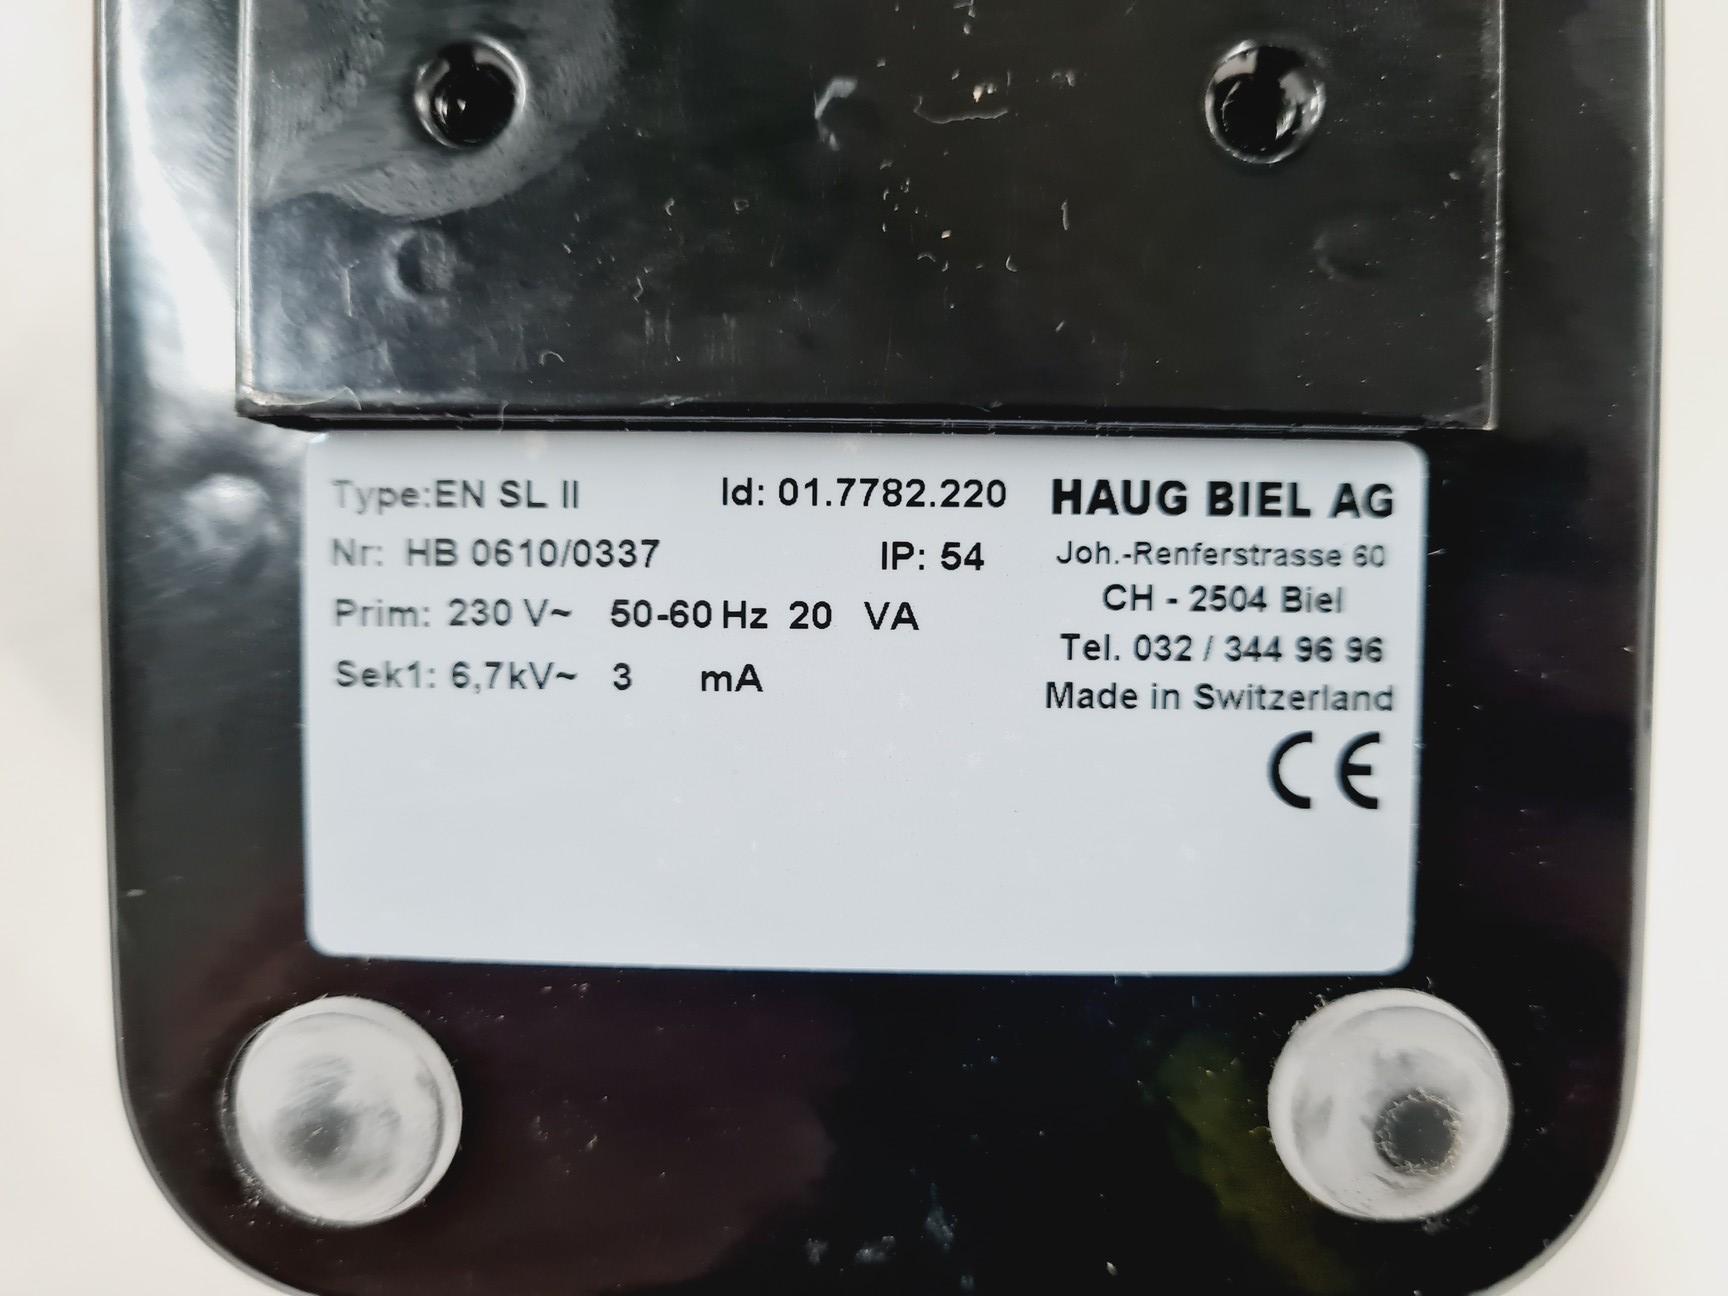 Type:EN SL II Id: 01.7782.220
Nr: HB 0610/0337 IP: 54
Prim: 230 V~ 50-60 Hz 20 VA
Sek1: 6,7kV~ 3 mA
HAUG BIEL AG
Joh.-Renferstrasse 60
CH - 2504 Biel
Tel. 032 / 344 96 96
Made in Switzerland
CE